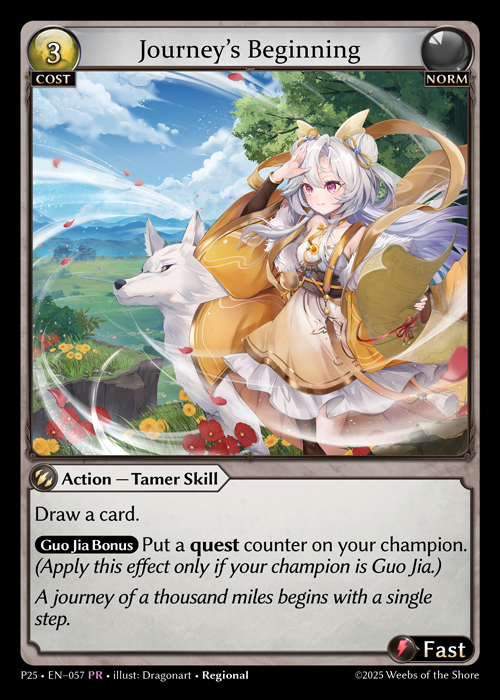 3
Journey's Beginning
COST
NORM
Action — Tamer Skill
Draw a card.
Guo Jia Bonus Put a quest counter on your champion.
(Apply this effect only if your champion is Guo Jia.)
A journey of a thousand miles begins with a single
step.
Fast
P25 • EN–057 PR • illust: Dragonart • Regional
©2025 Weebs of the Shore